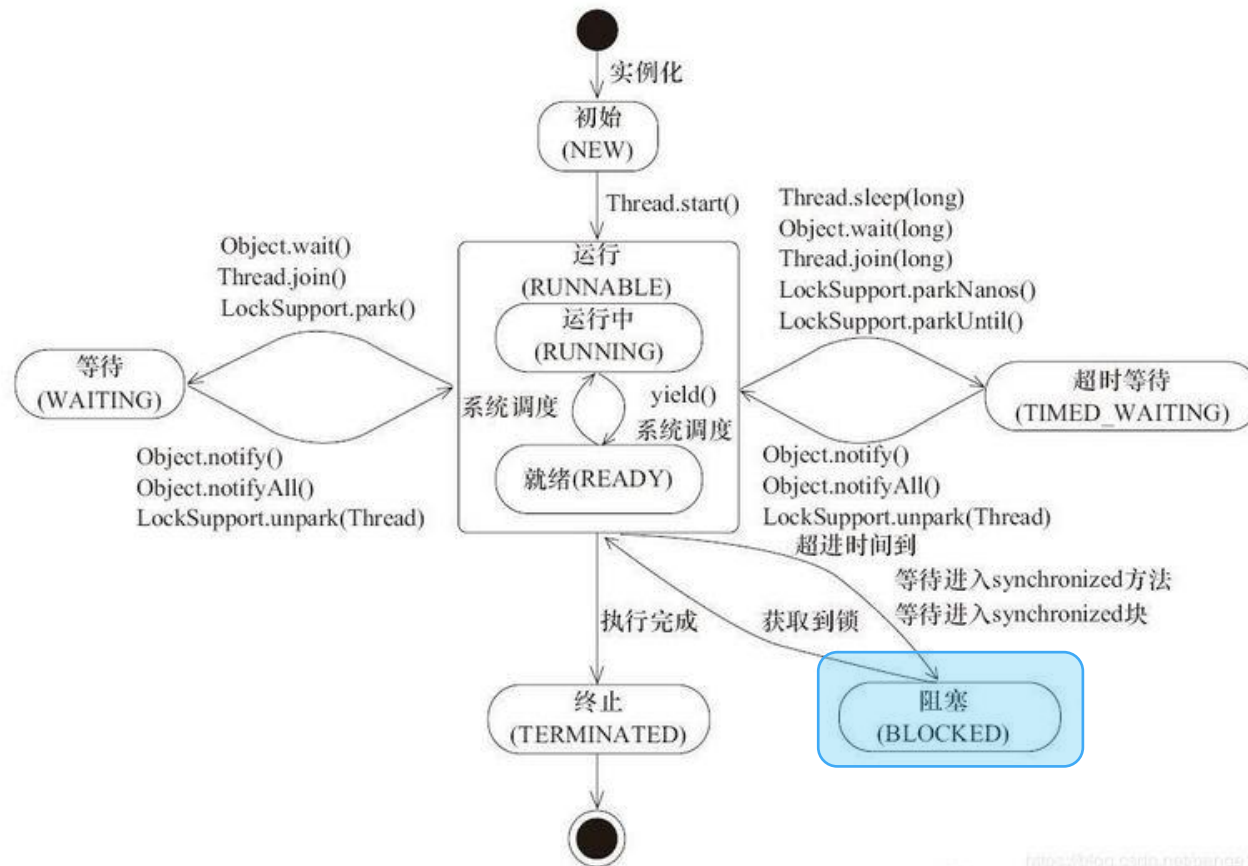 实例化
初始
(NEW)
Thread.start()
Thread.sleep(long)
Object.wait(long)
Thread.join(long)
LockSupport.parkNanos()
LockSupport.parkUntil()
Object.wait()
Thread.join()
LockSupport.park()
运行
(RUNNABLE)
运行中
(RUNNING)
等待
(WAITING)
系统调度
yield()
系统调度
超时等待
(TIMED_WAITING)
就绪(READY)
Object.notify()
Object.notifyAll()
LockSupport.unpark(Thread)
Object.notify()
Object.notifyAll()
LockSupport.unpark(Thread)
超进时间到
等待进入synchronized方法
等待进入synchronized块
执行完成
获取到锁
终止
(TERMINATED)
阻塞
(BLOCKED)